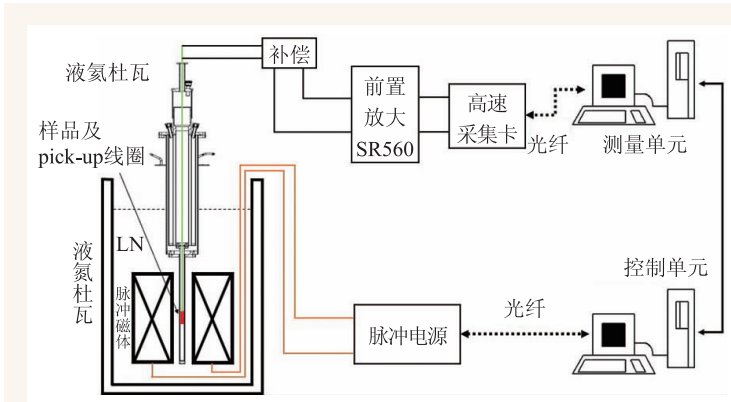 补偿
液氦杜瓦
前置
放大
SR560
高速
采集卡
光纤
测量单元
样品及
pick-up线圈
LN
液氮杜瓦
脉冲磁体
控制单元
光纤
脉冲电源